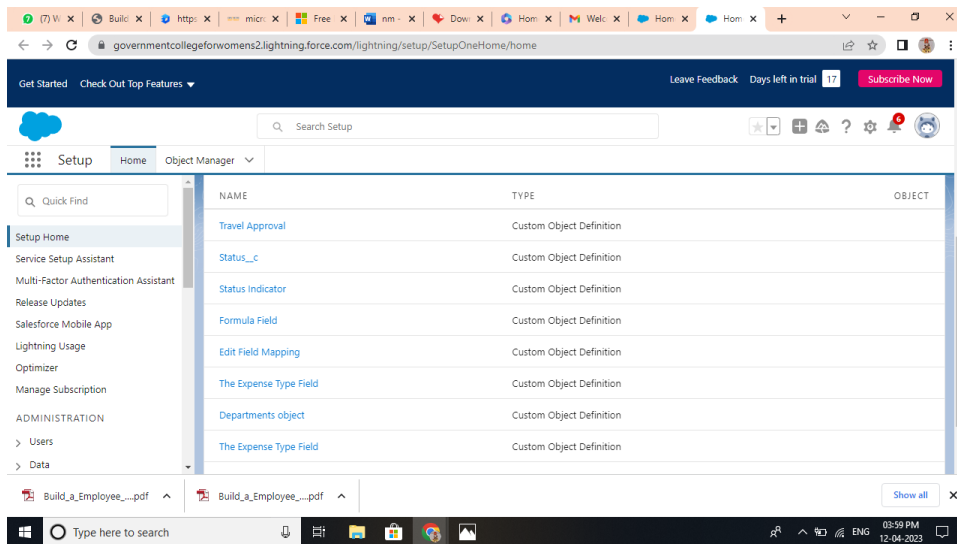 (7) W
Build
https
micro
Free
nm -
Dow
Hom
Welc
Hom
Hom
governmentcollegeforwomens2.lightning.force.com/lightning/setup/SetupOneHome/home
Get Started Check Out Top Features
Leave Feedback Days left in trial 17 Subscribe Now
Search Setup
6
Setup Home Object Manager
Quick Find
Setup Home
Service Setup Assistant
Multi-Factor Authentication Assistant
Release Updates
Salesforce Mobile App
Lightning Usage
Optimizer
Manage Subscription
ADMINISTRATION
Users
Data
NAME TYPE OBJECT
Travel Approval Custom Object Definition
Status__c Custom Object Definition
Status Indicator Custom Object Definition
Formula Field Custom Object Definition
Edit Field Mapping Custom Object Definition
The Expense Type Field Custom Object Definition
Departments object Custom Object Definition
The Expense Type Field Custom Object Definition
Build_a_Employee_....pdf Build_a_Employee_....pdf Show all
Type here to search
ENG
03:59 PM
12-04-2023